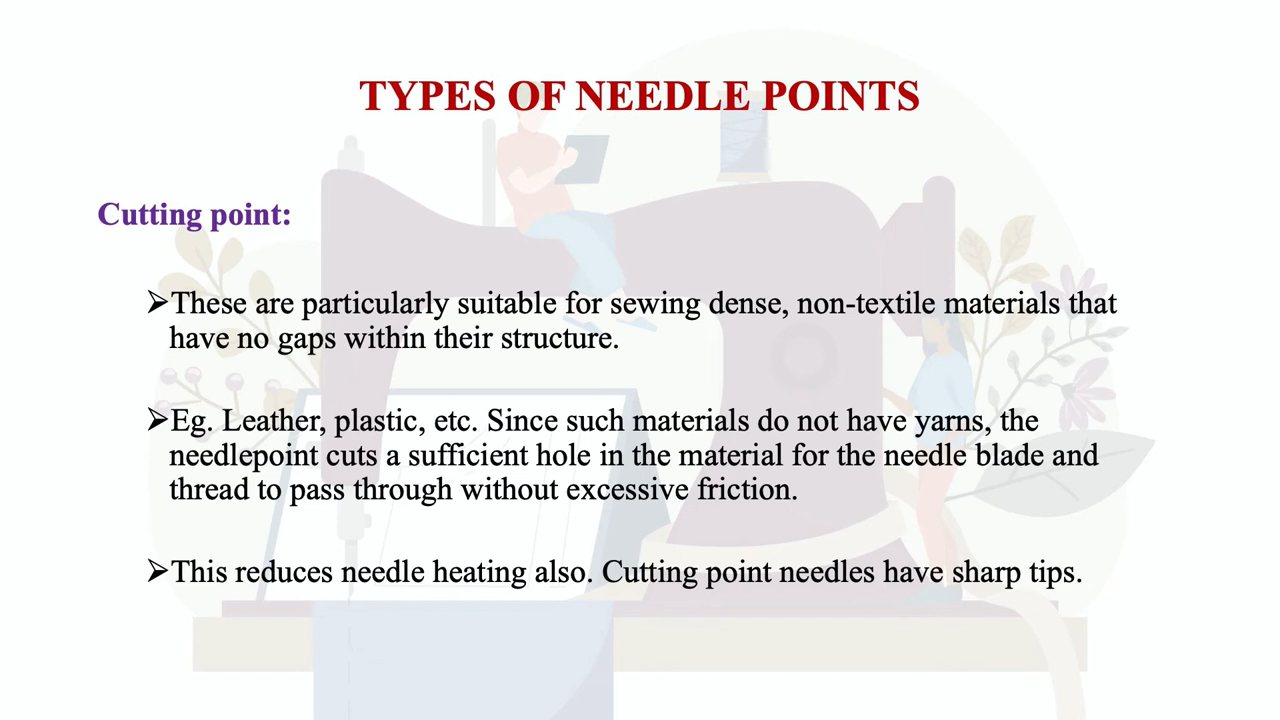 TYPES OF NEEDLE POINTS
Cutting point:
➢These are particularly suitable for sewing dense, non-textile materials that
have no gaps within their structure.
➢Eg. Leather, plastic, etc. Since such materials do not have yarns, the
needlepoint cuts a sufficient hole in the material for the needle blade and
thread to pass through without excessive friction.
➢This reduces needle heating also. Cutting point needles have sharp tips.